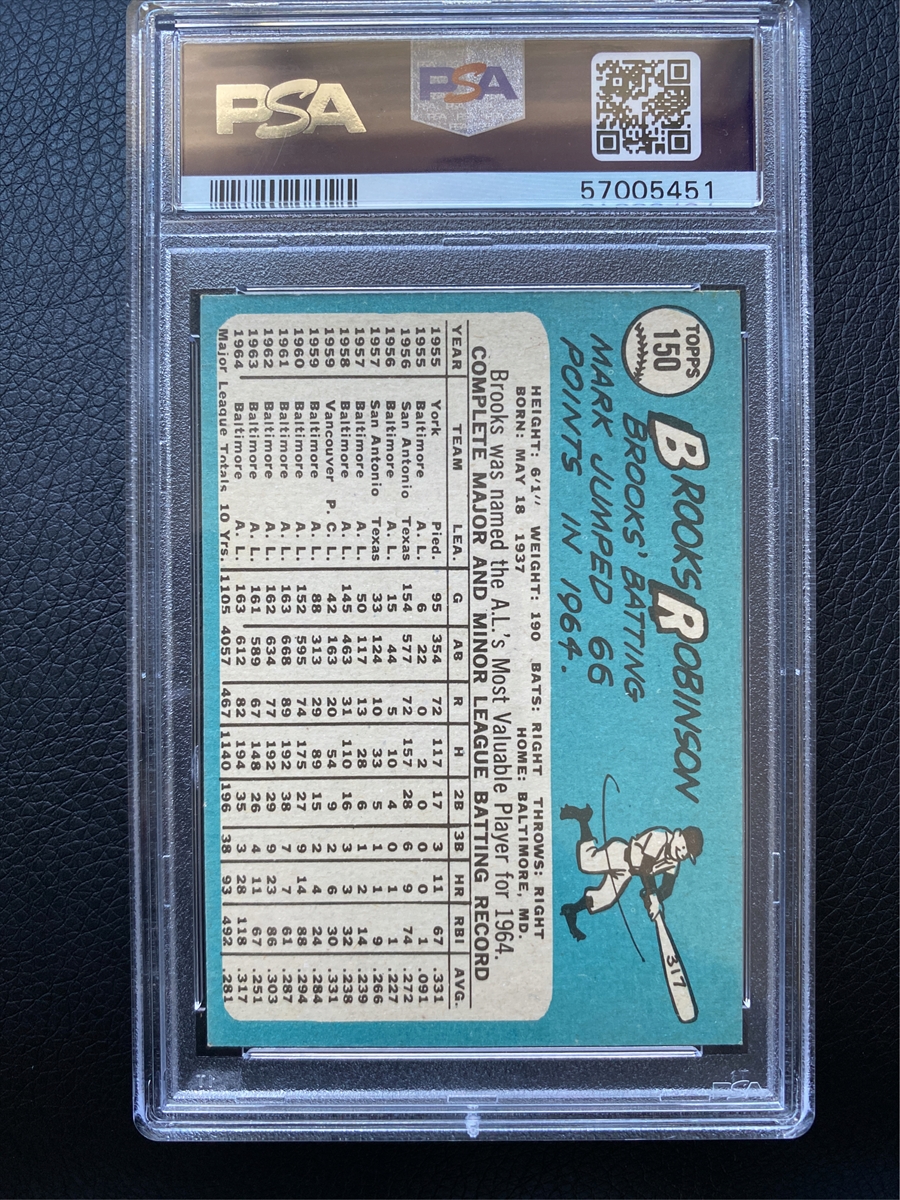 PSA
PSA
57005451
TOPPS
150
BROOKS ROBINSON
BROOKS' BATTING
MARK JUMPED 66
POINTS IN 1964.
317
HEIGHT: 6'1" WEIGHT: 190 BATS: RIGHT THROWS: RIGHT
BORN: MAY 18 1937 HOME: BALTIMORE, MD.
Brooks was named the A.L.'s Most Valuable Player for 1964.
COMPLETE MAJOR AND MINOR LEAGUE BATTING RECORD
YEAR TEAM LEA. G AB R H 2B 3B HR RBI AVG.
1955 York Pied. 95 354 72 117 17 3 11 67 .331
1955 Baltimore A. L. 6 22 0 2 0 0 0 1 .091
1956 San Antonio Texas 154 577 72 157 28 6 9 74 .272
1956 Baltimore A. L. 15 44 5 10 4 0 1 1 .227
1957 San Antonio Texas 33 124 10 33 5 1 1 9 .266
1957 Baltimore A. L. 50 117 13 28 6 1 2 14 .239
1958 Baltimore A. L. 145 463 31 110 16 3 3 32 .238
1959 Vancouver P. C. L. 42 163 20 54 9 2 6 30 .331
1959 Baltimore A. L. 88 313 29 89 15 2 4 24 .284
1960 Baltimore A. L. 152 595 74 175 27 9 14 88 .294
1961 Baltimore A. L. 163 668 89 192 38 7 7 61 .287
1962 Baltimore A. L. 162 634 77 192 29 9 23 86 .303
1963 Baltimore A. L. 161 589 67 148 26 4 11 67 .251
1964 Baltimore A. L. 163 612 82 194 35 3 28 118 .317
Major League Totals 10 Yrs. 1105 4057 467 1140 196 38 93 492 .281
PSA